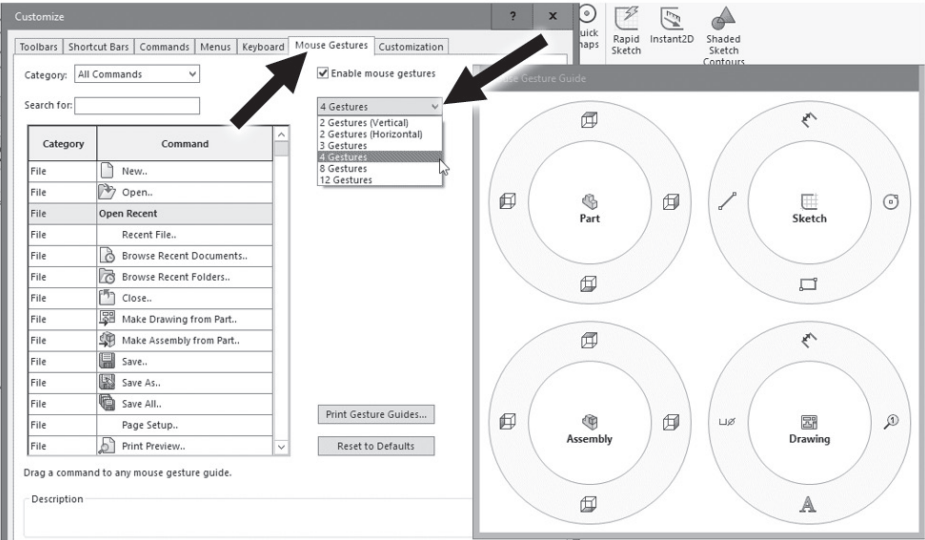 Customize
? x
Toolbars Shortcut Bars Commands Menus Keyboard Mouse Gestures Customization
Category: All Commands
Enable mouse gestures
Search for:
4 Gestures
2 Gestures (Vertical)
2 Gestures (Horizontal)
3 Gestures
4 Gestures
8 Gestures
12 Gestures
Category Command
File New..
File Open..
File Open Recent
File Recent File..
File Browse Recent Documents..
File Browse Recent Folders..
File Close..
File Make Drawing from Part..
File Make Assembly from Part..
File Save..
File Save As..
File Save All..
File Page Setup..
File Print Preview..
Print Gesture Guides...
Reset to Defaults
Drag a command to any mouse gesture guide.
Description
Rapid
Sketch
Instant2D
Shaded
Sketch
Contours
Gesture Guide
Part
Sketch
Assembly
Drawing
1
A